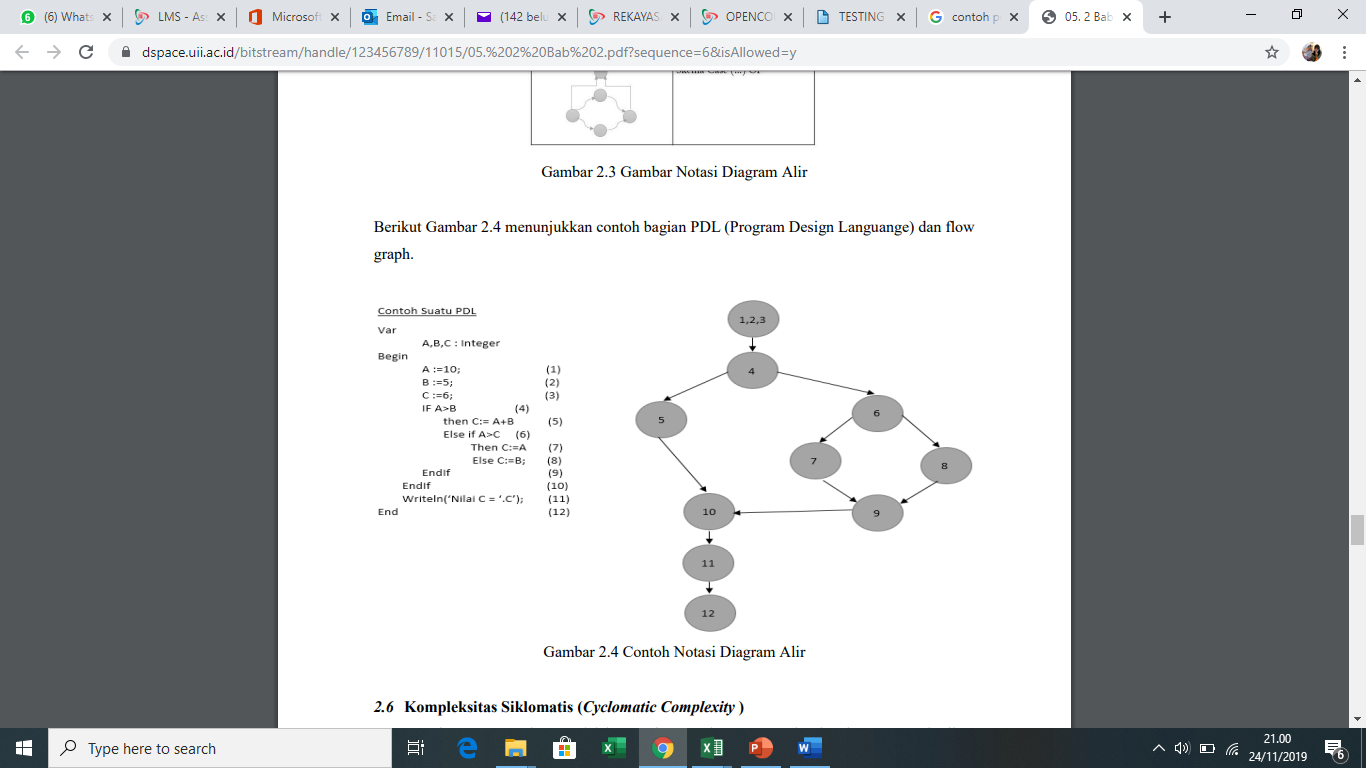 (6) Whats
LMS - As
Microsoft
Email - Sa
(142 belu
REKAYAS
OPENCO
TESTING
contoh p
05. 2 Bab
dspace.uii.ac.id/bitstream/handle/123456789/11015/05.%202%20Bab%202.pdf?sequence=6&isAllowed=y
Gambar 2.3 Gambar Notasi Diagram Alir
Berikut Gambar 2.4 menunjukkan contoh bagian PDL (Program Design Languange) dan flow
graph.
Contoh Suatu PDL
Var
A,B,C : Integer
Begin
A :=10; (1)
B :=5; (2)
C :=6; (3)
IF A>B (4)
then C:= A+B (5)
Else if A>C (6)
Then C:=A (7)
Else C:=B; (8)
EndIf (9)
EndIf (10)
Writeln(‘Nilai C = ‘.C’); (11)
End (12)
1,2,3
4
5
6
7
8
10
9
11
12
Gambar 2.4 Contoh Notasi Diagram Alir
2.6 Kompleksitas Siklomatis (Cyclomatic Complexity )
Type here to search
21.00
24/11/2019
6